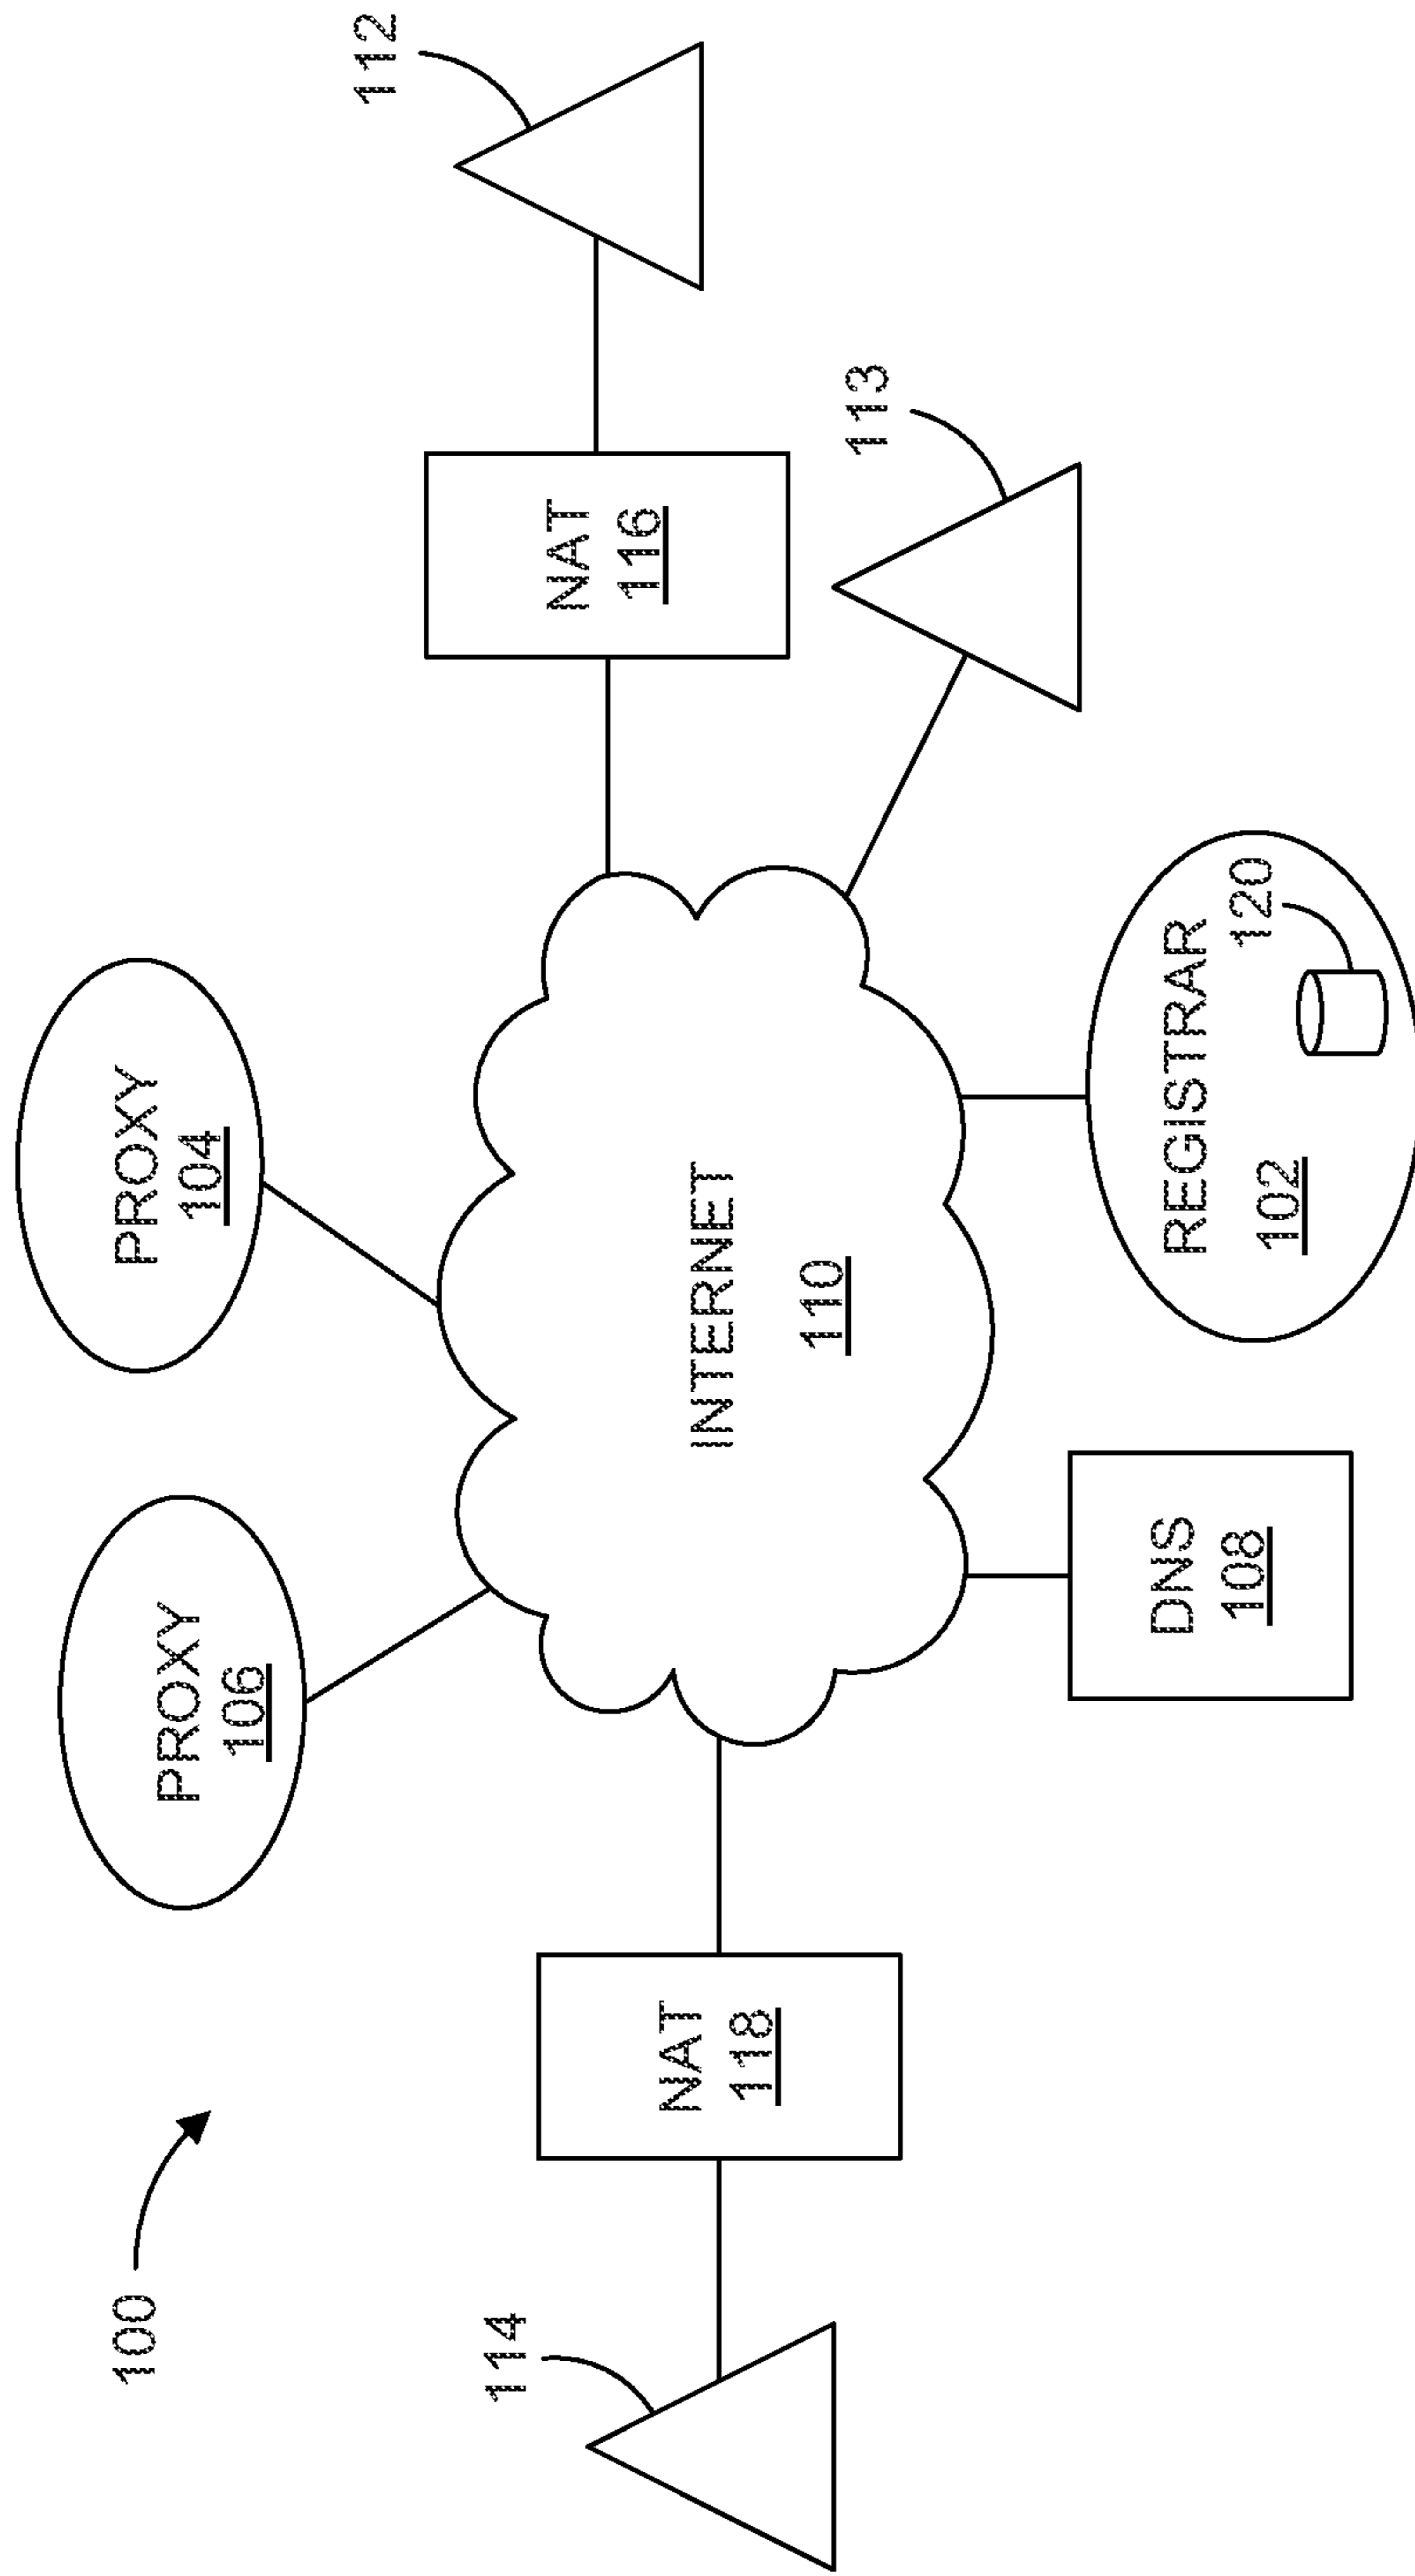 100
PROXY
106
PROXY
104
114
NAT
118
INTERNET
110
NAT
116
112
113
DNS
108
REGISTRAR
102
120